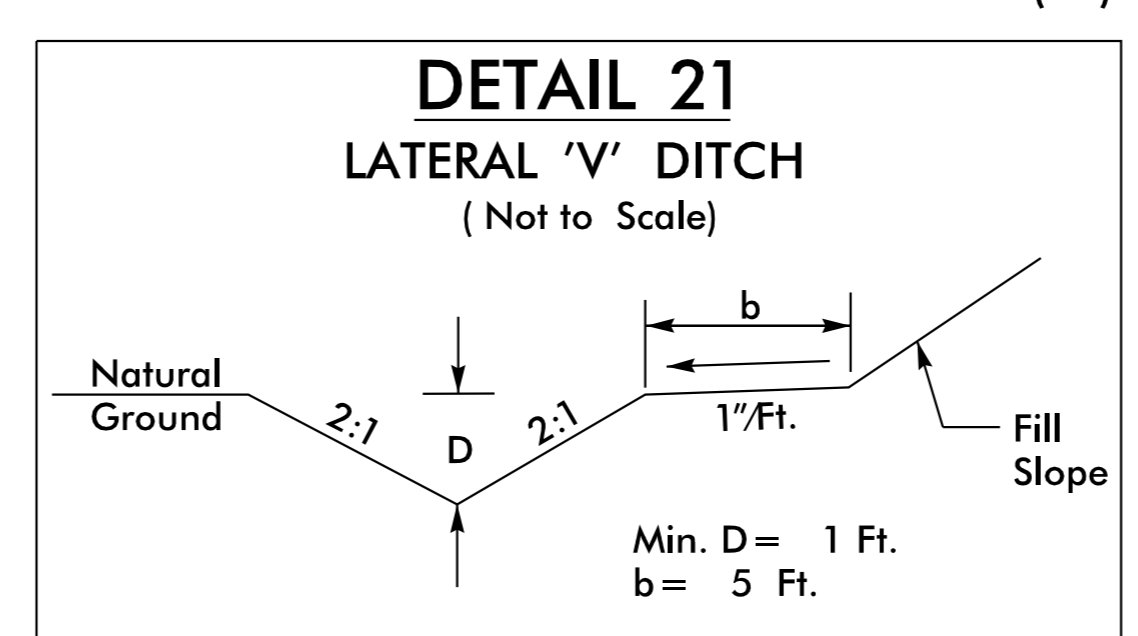 DETAIL 21
LATERAL 'V' DITCH
( Not to Scale)
b
Natural
Ground
2:1
D
2:1
1"/Ft.
Fill
Slope
Min. D= 1 Ft.
b= 5 Ft.